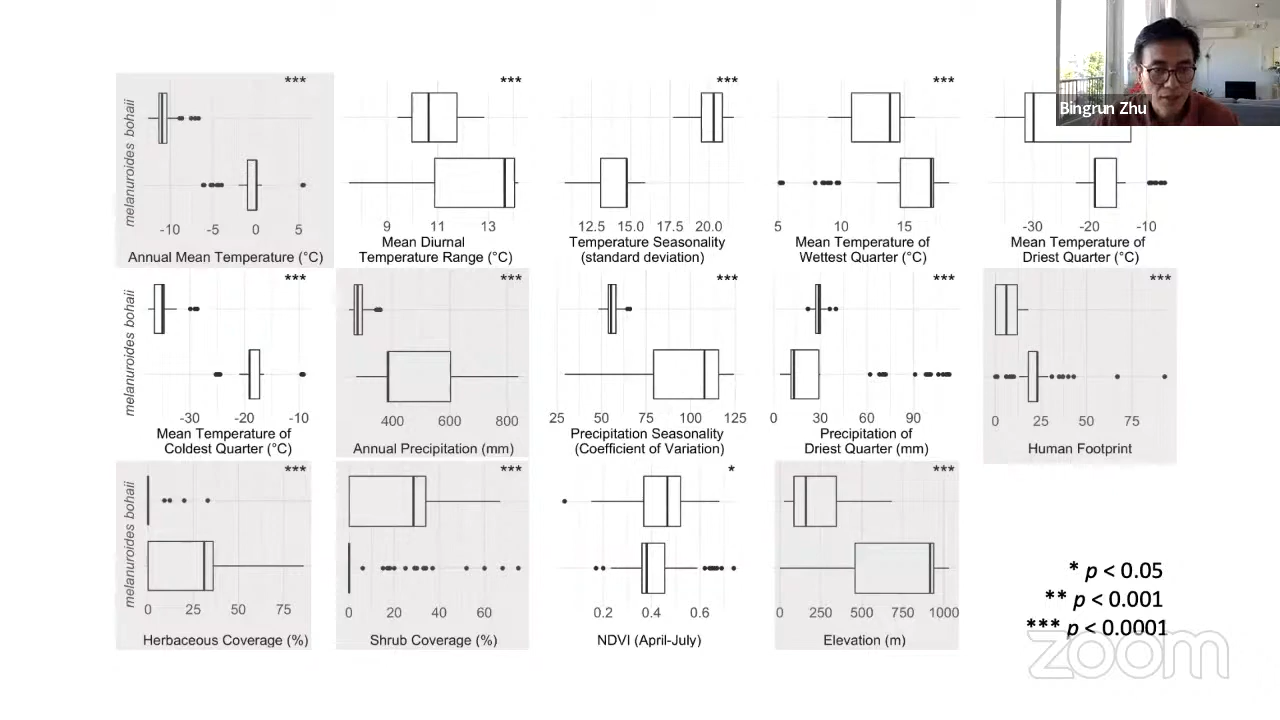 ***
***
***
***
Bingrun Zhu
melanuroides bohaii
-10 -5 0 5
9 11 13
12.5 15.0 17.5 20.0
5 10 15
-30 -20 -10
Annual Mean Temperature (°C)
Mean Diurnal
Temperature Range (°C)
Temperature Seasonality
(standard deviation)
Mean Temperature of
Wettest Quarter (°C)
Mean Temperature of
Driest Quarter (°C)
***
***
***
***
***
melanuroides bohaii
-30 -20 -10
400 600 800
25 50 75 100 125
0 30 60 90
0 25 50 75
Mean Temperature of
Coldest Quarter (°C)
Annual Precipitation (mm)
Precipitation Seasonality
(Coefficient of Variation)
Precipitation of
Driest Quarter (mm)
Human Footprint
***
***
*
***
melanuroides bohaii
0 25 50 75
0 20 40 60
0.2 0.4 0.6
0 250 500 750 1000
Herbaceous Coverage (%)
Shrub Coverage (%)
NDVI (April-July)
Elevation (m)
* p < 0.05
** p < 0.001
*** p < 0.0001
zoom